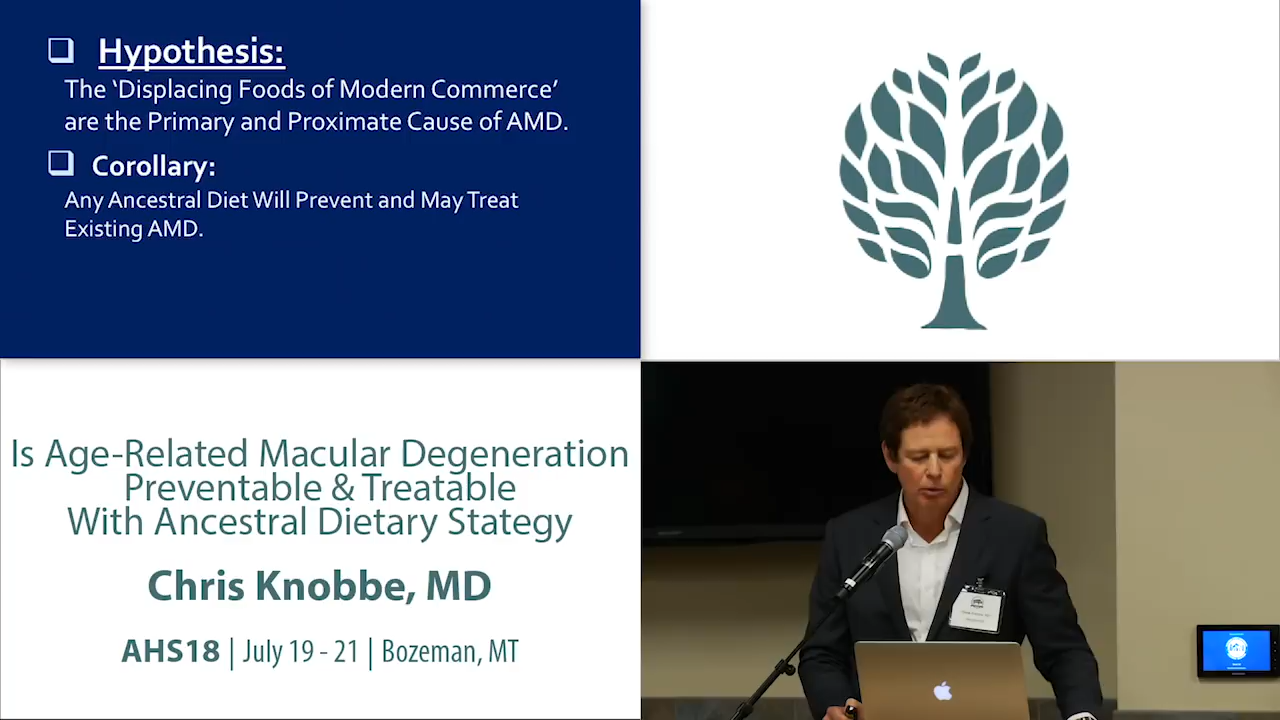 ❑ Hypothesis:
The ‘Displacing Foods of Modern Commerce’
are the Primary and Proximate Cause of AMD.
❑ Corollary:
Any Ancestral Diet Will Prevent and May Treat
Existing AMD.
Is Age-Related Macular Degeneration
Preventable & Treatable
With Ancestral Dietary Stategy
Chris Knobbe, MD
AHS18 | July 19 - 21 | Bozeman, MT